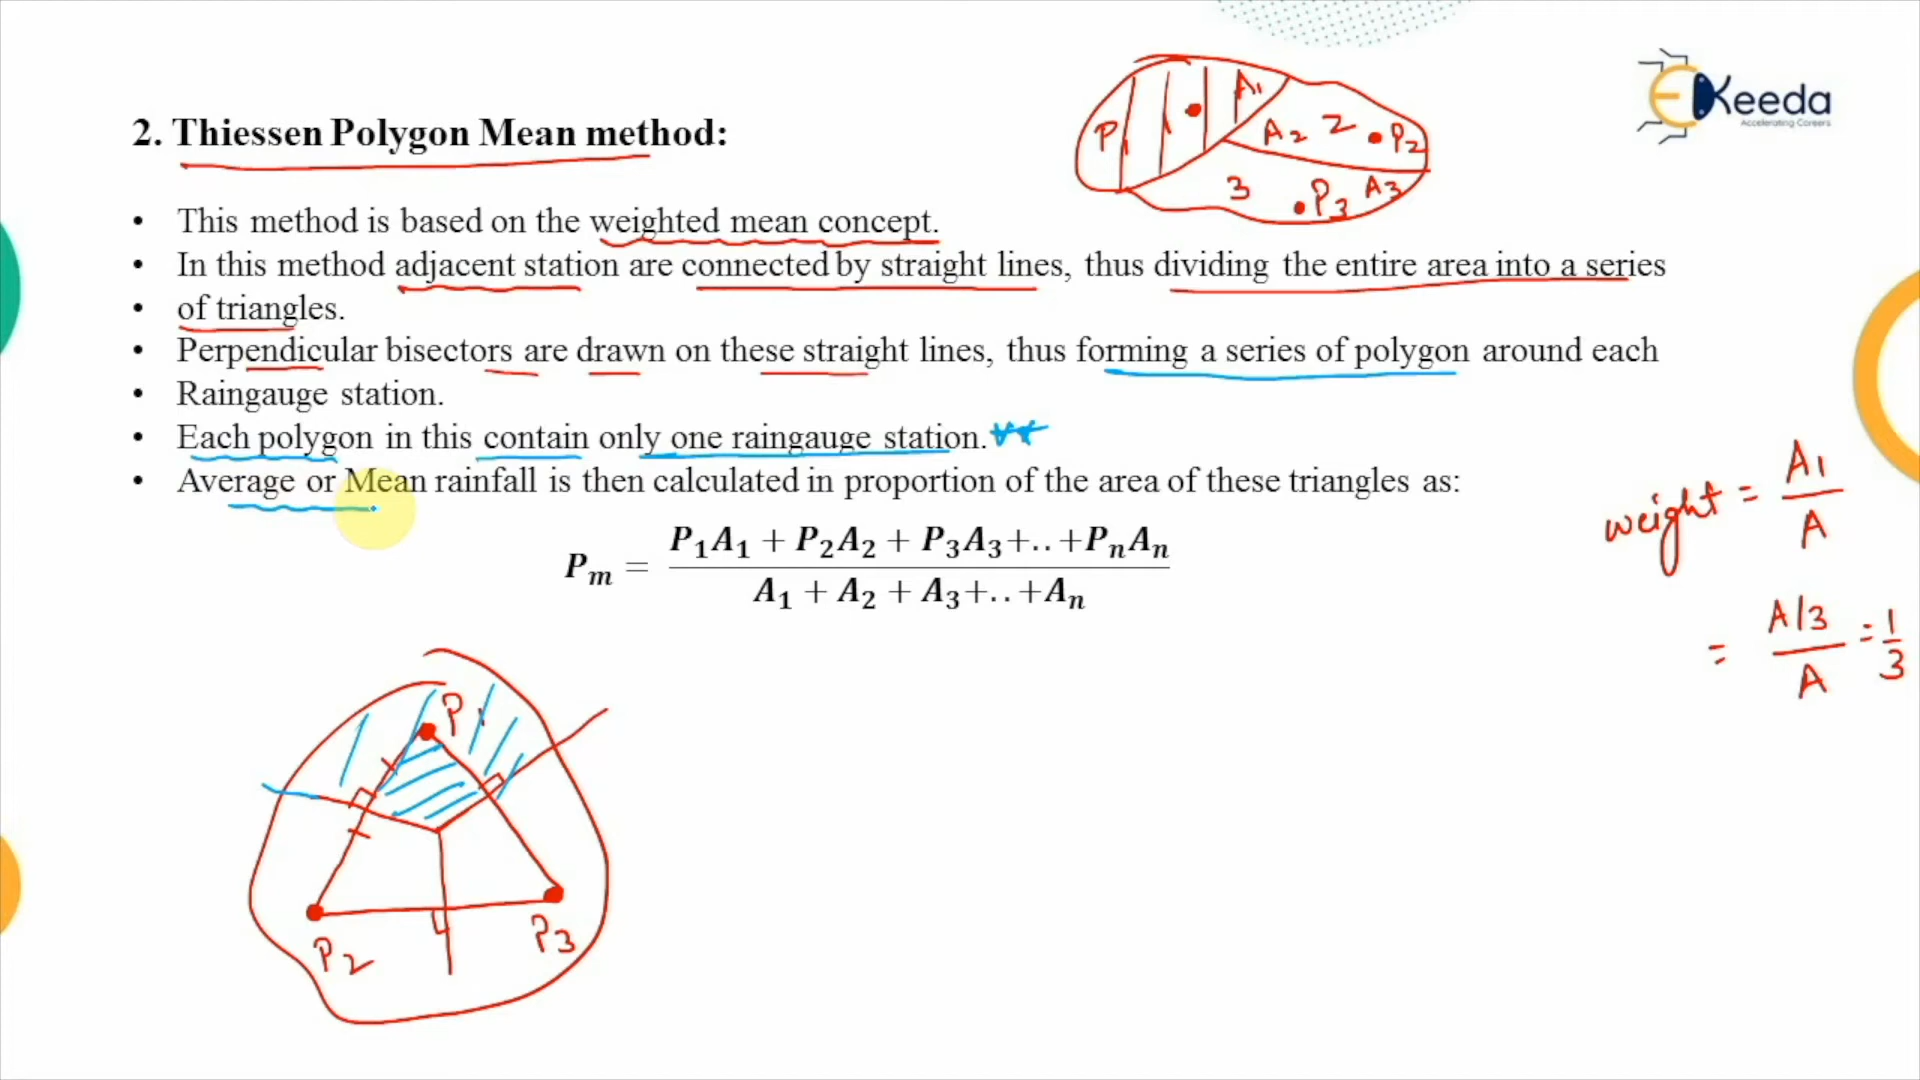 EKeeda
Accelerating Careers
2. Thiessen Polygon Mean method:
P1 1 A1
A2 2 P2
3 P3 A3
• This method is based on the weighted mean concept.
• In this method adjacent station are connected by straight lines, thus dividing the entire area into a series
• of triangles.
• Perpendicular bisectors are drawn on these straight lines, thus forming a series of polygon around each
• Raingauge station.
• Each polygon in this contain only one raingauge station.
• Average or Mean rainfall is then calculated in proportion of the area of these triangles as:
Pm = (P1A1 + P2A2 + P3A3+..+PnAn) / (A1 + A2 + A3+..+An)
weight = A1/A
= A/3 / A = 1/3
P1
P2
P3